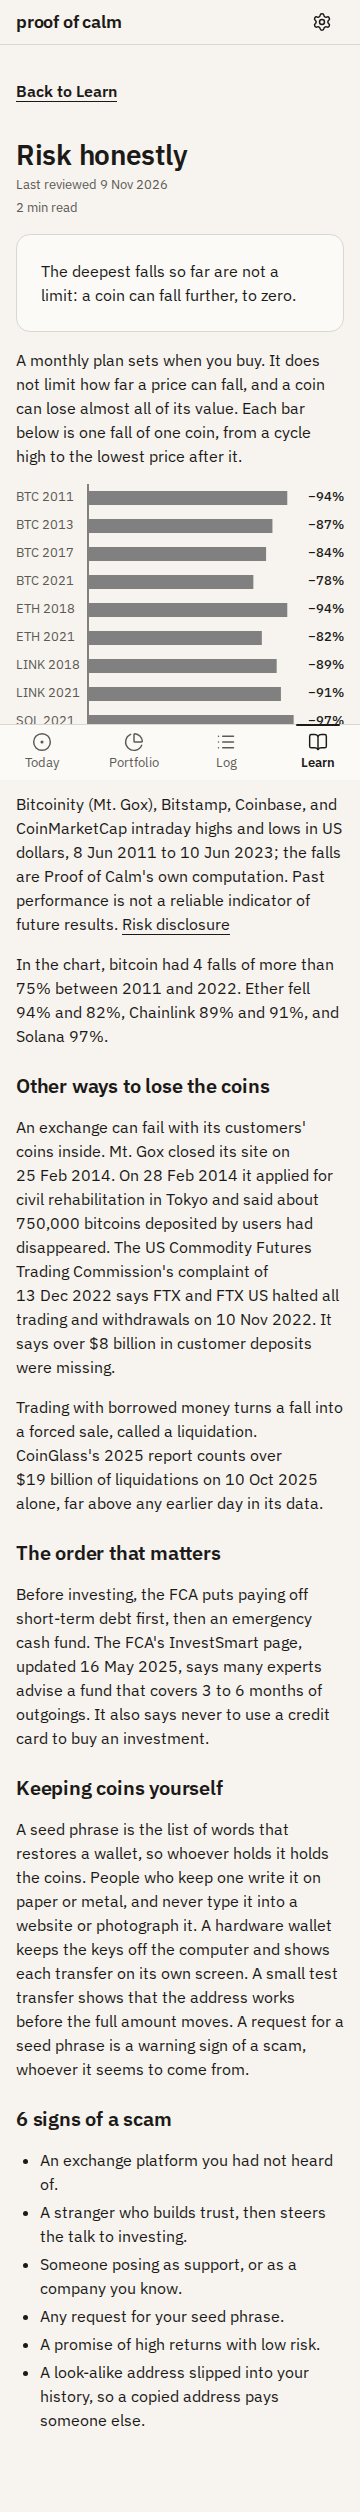 proof of calm
Back to Learn
Risk honestly
Last reviewed 9 Nov 2026
2 min read
The deepest falls so far are not a
limit: a coin can fall further, to zero.
A monthly plan sets when you buy. It does
not limit how far a price can fall, and a coin
can lose almost all of its value. Each bar
below is one fall of one coin, from a cycle
high to the lowest price after it.
BTC 2011 −94%
BTC 2013 −87%
BTC 2017 −84%
BTC 2021 −78%
ETH 2018 −94%
ETH 2021 −82%
LINK 2018 −89%
LINK 2021 −91%
SOL 2021 −97%
Today
Portfolio
Log
Learn
Bitcoinity (Mt. Gox), Bitstamp, Coinbase, and
CoinMarketCap intraday highs and lows in US
dollars, 8 Jun 2011 to 10 Jun 2023; the falls
are Proof of Calm's own computation. Past
performance is not a reliable indicator of
future results. Risk disclosure
In the chart, bitcoin had 4 falls of more than
75% between 2011 and 2022. Ether fell
94% and 82%, Chainlink 89% and 91%, and
Solana 97%.
Other ways to lose the coins
An exchange can fail with its customers'
coins inside. Mt. Gox closed its site on
25 Feb 2014. On 28 Feb 2014 it applied for
civil rehabilitation in Tokyo and said about
750,000 bitcoins deposited by users had
disappeared. The US Commodity Futures
Trading Commission's complaint of
13 Dec 2022 says FTX and FTX US halted all
trading and withdrawals on 10 Nov 2022. It
says over $8 billion in customer deposits
were missing.
Trading with borrowed money turns a fall into
a forced sale, called a liquidation.
CoinGlass's 2025 report counts over
$19 billion of liquidations on 10 Oct 2025
alone, far above any earlier day in its data.
The order that matters
Before investing, the FCA puts paying off
short-term debt first, then an emergency
cash fund. The FCA's InvestSmart page,
updated 16 May 2025, says many experts
advise a fund that covers 3 to 6 months of
outgoings. It also says never to use a credit
card to buy an investment.
Keeping coins yourself
A seed phrase is the list of words that
restores a wallet, so whoever holds it holds
the coins. People who keep one write it on
paper or metal, and never type it into a
website or photograph it. A hardware wallet
keeps the keys off the computer and shows
each transfer on its own screen. A small test
transfer shows that the address works
before the full amount moves. A request for a
seed phrase is a warning sign of a scam,
whoever it seems to come from.
6 signs of a scam
• An exchange platform you had not heard
of.
• A stranger who builds trust, then steers
the talk to investing.
• Someone posing as support, or as a
company you know.
• Any request for your seed phrase.
• A promise of high returns with low risk.
• A look-alike address slipped into your
history, so a copied address pays
someone else.